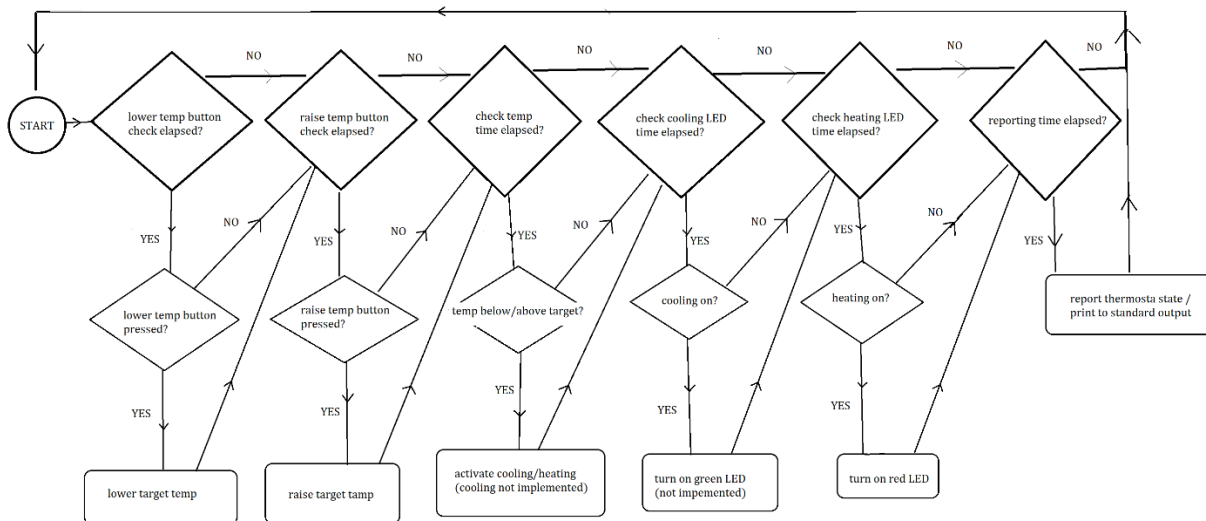 NO
NO
NO
NO
NO
NO
START
lower temp button
check elapsed?
raise temp button
check elapsed?
check temp
time elapsed?
check cooling LED
time elapsed?
check heating LED
time elapsed?
reporting time elapsed?
YES
NO
YES
NO
YES
NO
YES
NO
YES
NO
YES
lower temp button
pressed?
raise temp button
pressed?
temp below/above target?
cooling on?
heating on?
report thermosta state /
print to standard output
YES
YES
YES
YES
YES
lower target temp
raise target tamp
activate cooling/heating
(cooling not implemented)
turn on green LED
(not impemented)
turn on red LED